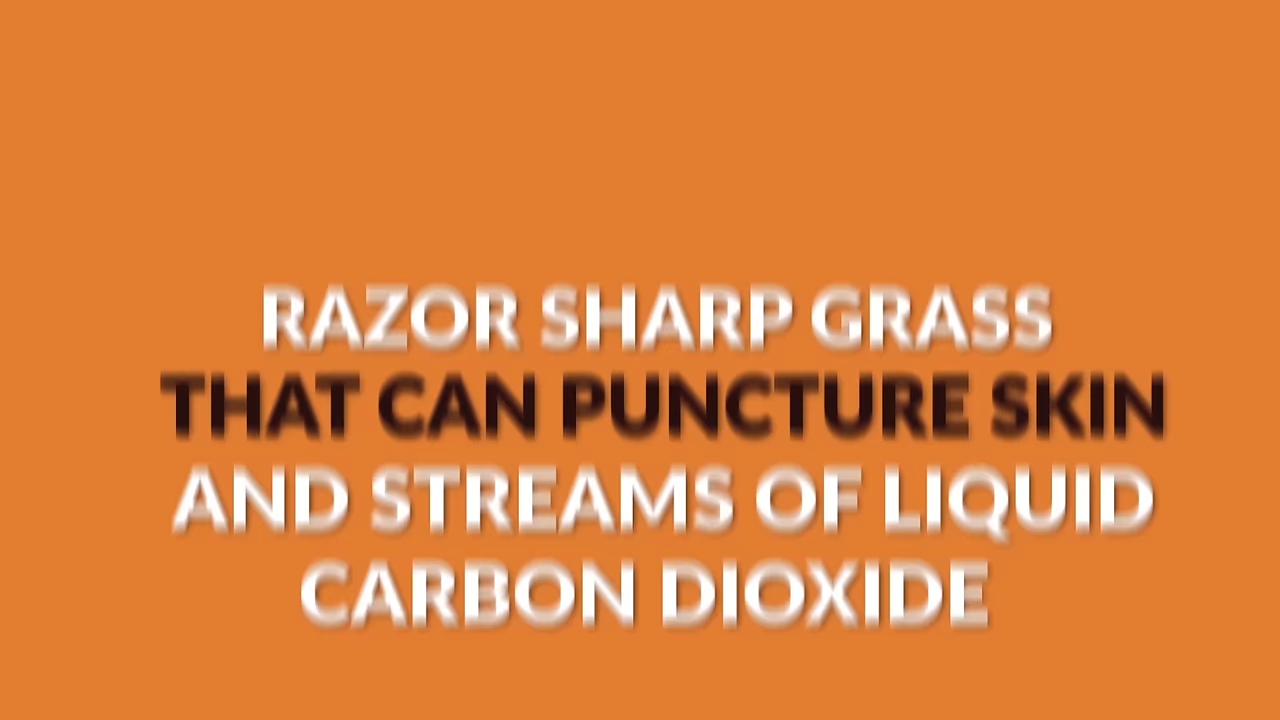 RAZOR SHARP GRASS
THAT CAN PUNCTURE SKIN
AND STREAMS OF LIQUID
CARBON DIOXIDE